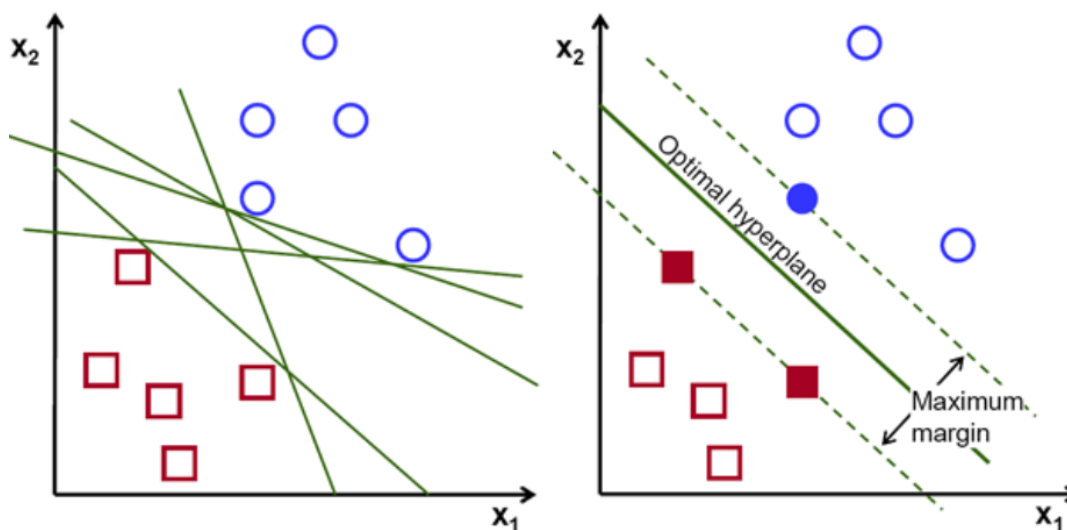 x₂
x₁
x₂
Optimal hyperplane
Maximum
margin
x₁